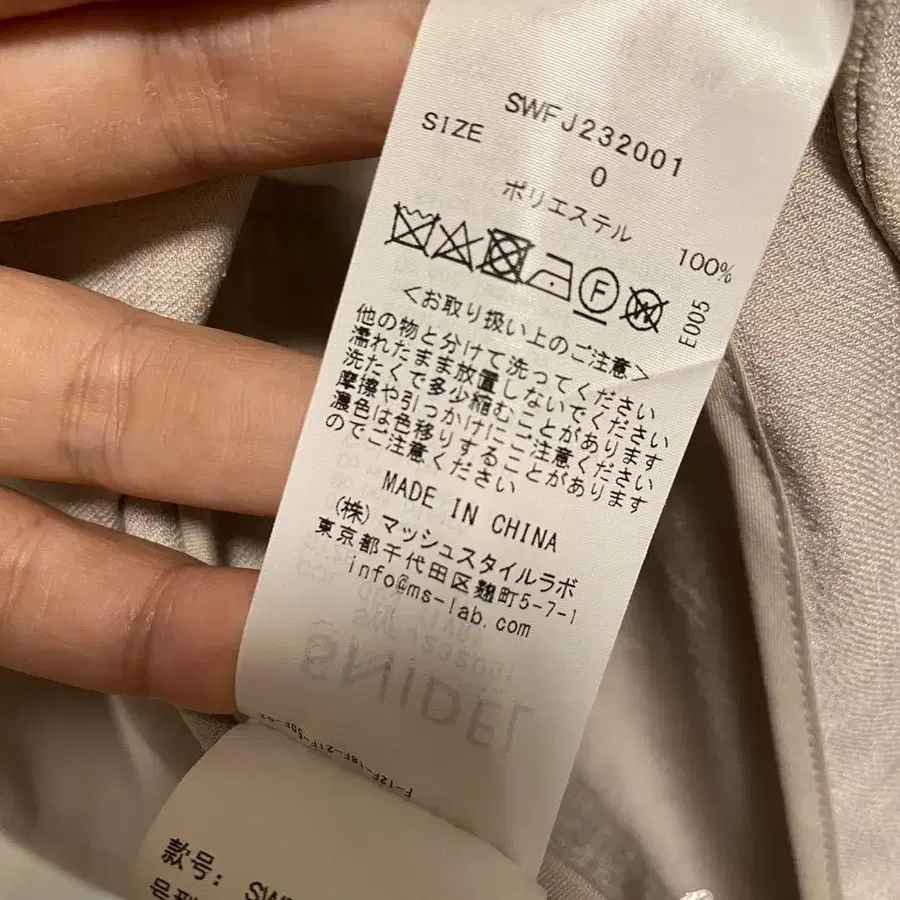 SWFJ232001
SIZE 0
ポリエステル 100%
F W
E005
<お取り扱い上のご注意>
他の物と分けて洗ってください
濡れたまま放置しないでください
洗たくで多少縮むことがあります
摩擦や引っかけにご注意ください
濃色は色移りすることがあります
のでご注意ください
MADE IN CHINA
(株)マッシュスタイルラボ
東京都千代田区麹町5-7-1
info@ms-lab.com
SNIDEL
款号: SW
号型